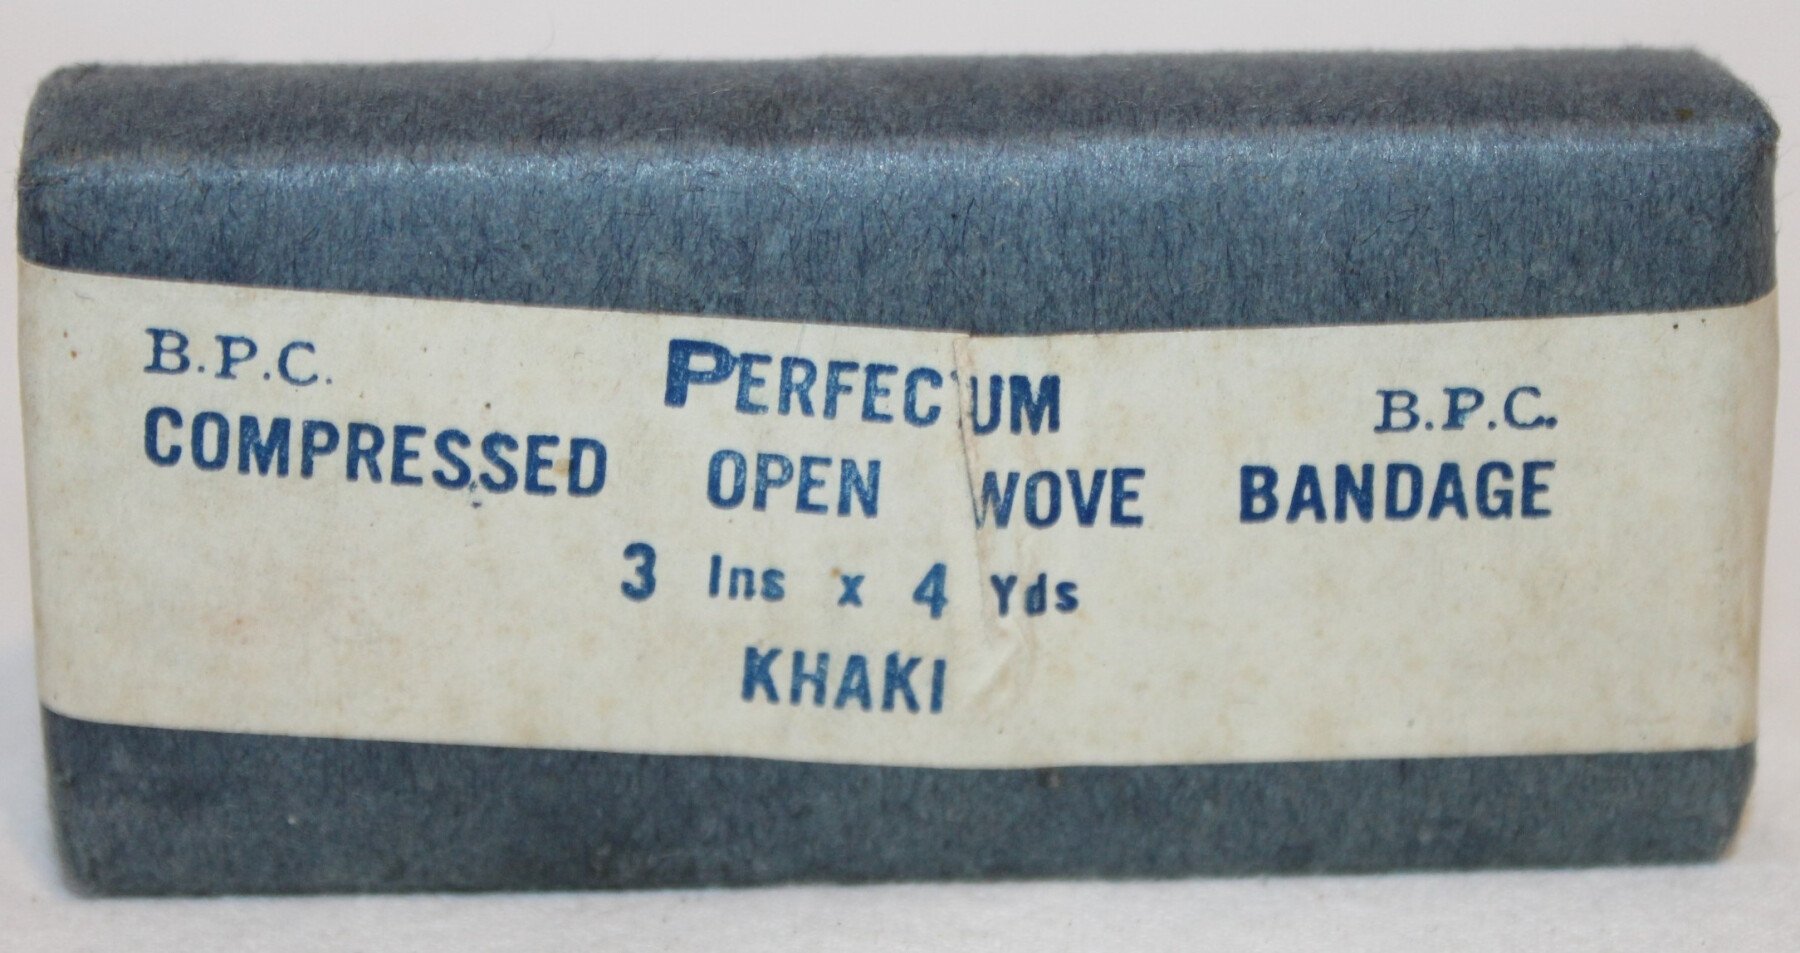 B.P.C. PERFECTUM B.P.C.
COMPRESSED OPEN WOVE BANDAGE
3 Ins x 4 Yds
KHAKI